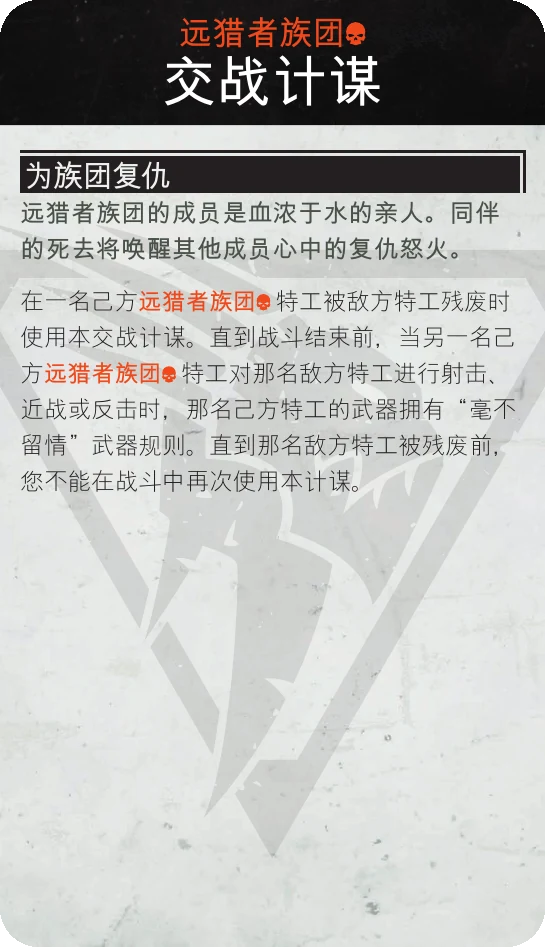 远猎者族团
交战计谋
为族团复仇
远猎者族团的成员是血浓于水的亲人。同伴
的死去将唤醒其他成员心中的复仇怒火。
在一名己方远猎者族团特工被敌方特工残废时
使用本交战计谋。直到战斗结束前，当另一名己
方远猎者族团特工对那名敌方特工进行射击、
近战或反击时，那名己方特工的武器拥有“毫不
留情”武器规则。直到那名敌方特工被残废前，
您不能在战斗中再次使用本计谋。